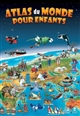 ATLAS du MONDE
POUR ENFANTS